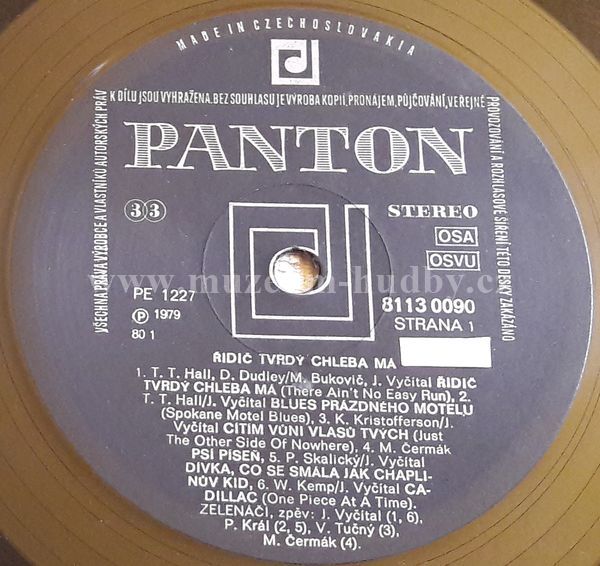 MADE IN CZECHOSLOVAKIA
VŠECHNA PRÁVA VÝROBCE A VLASTNÍKŮ AUTORSKÝCH PRÁV
K DÍLU JSOU VYHRAŽENA. BEZ SOUHLASU JE VÝROBA KOPIÍ, PRONÁJEM, PŮJČOVÁNÍ, VEŘEJNÉ
PROVOZOVÁNÍ A ROZHLASOVÉ ŠÍŘENÍ TÉTO DESKY ZAKÁZÁNO
PANTON
33
STEREO
OSA
OSVU
www.muzeum-hudby.cz
PE 1227
Ⓟ 1979
80 1
8113 0090
STRANA 1
ŘIDIČ TVRDÝ CHLEBA MÁ
1. T. T. Hall, D. Dudley/M. Bukovič, J. Vyčítal ŘIDIČ
TVRDÝ CHLEBA MÁ (There Ain't No Easy Run), 2.
T. T. Hall/J. Vyčítal BLUES PRÁZDNÉHO MOTELU
(Spokane Motel Blues), 3. K. Kristofferson/J.
Vyčítal CÍTÍM VŮNI VLASŮ TVÝCH (Just
The Other Side Of Nowhere), 4. M. Čermák
PSÍ PÍSEŇ, 5. P. Skalický/J. Vyčítal
DÍVKA, CO SE SMÁLA JAK CHAPLI-
NŮV KID, 6. W. Kemp/J. Vyčítal CA-
DILLAC (One Piece At A Time).
ZELENÁČI, zpěv: J. Vyčítal (1, 6),
P. Král (2, 5), V. Tučný (3),
M. Čermák (4).